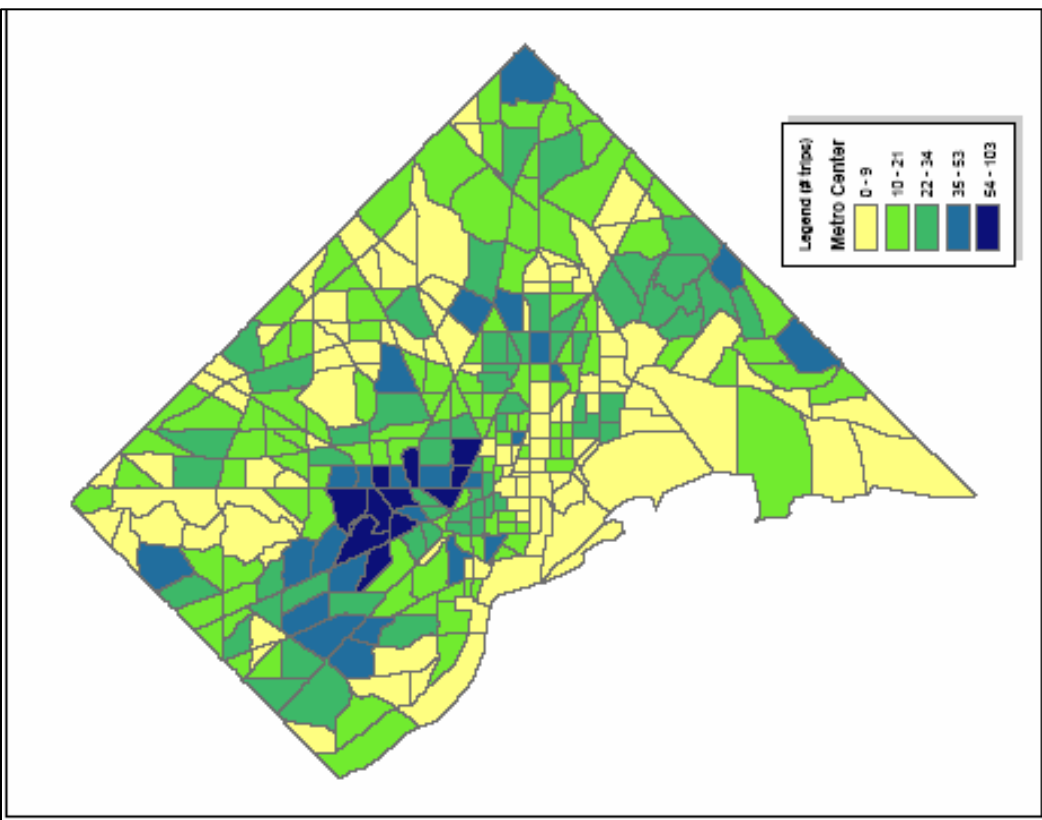 Legend (# trips)
Metro Center
0 - 9
10 - 21
22 - 34
35 - 53
54 - 103